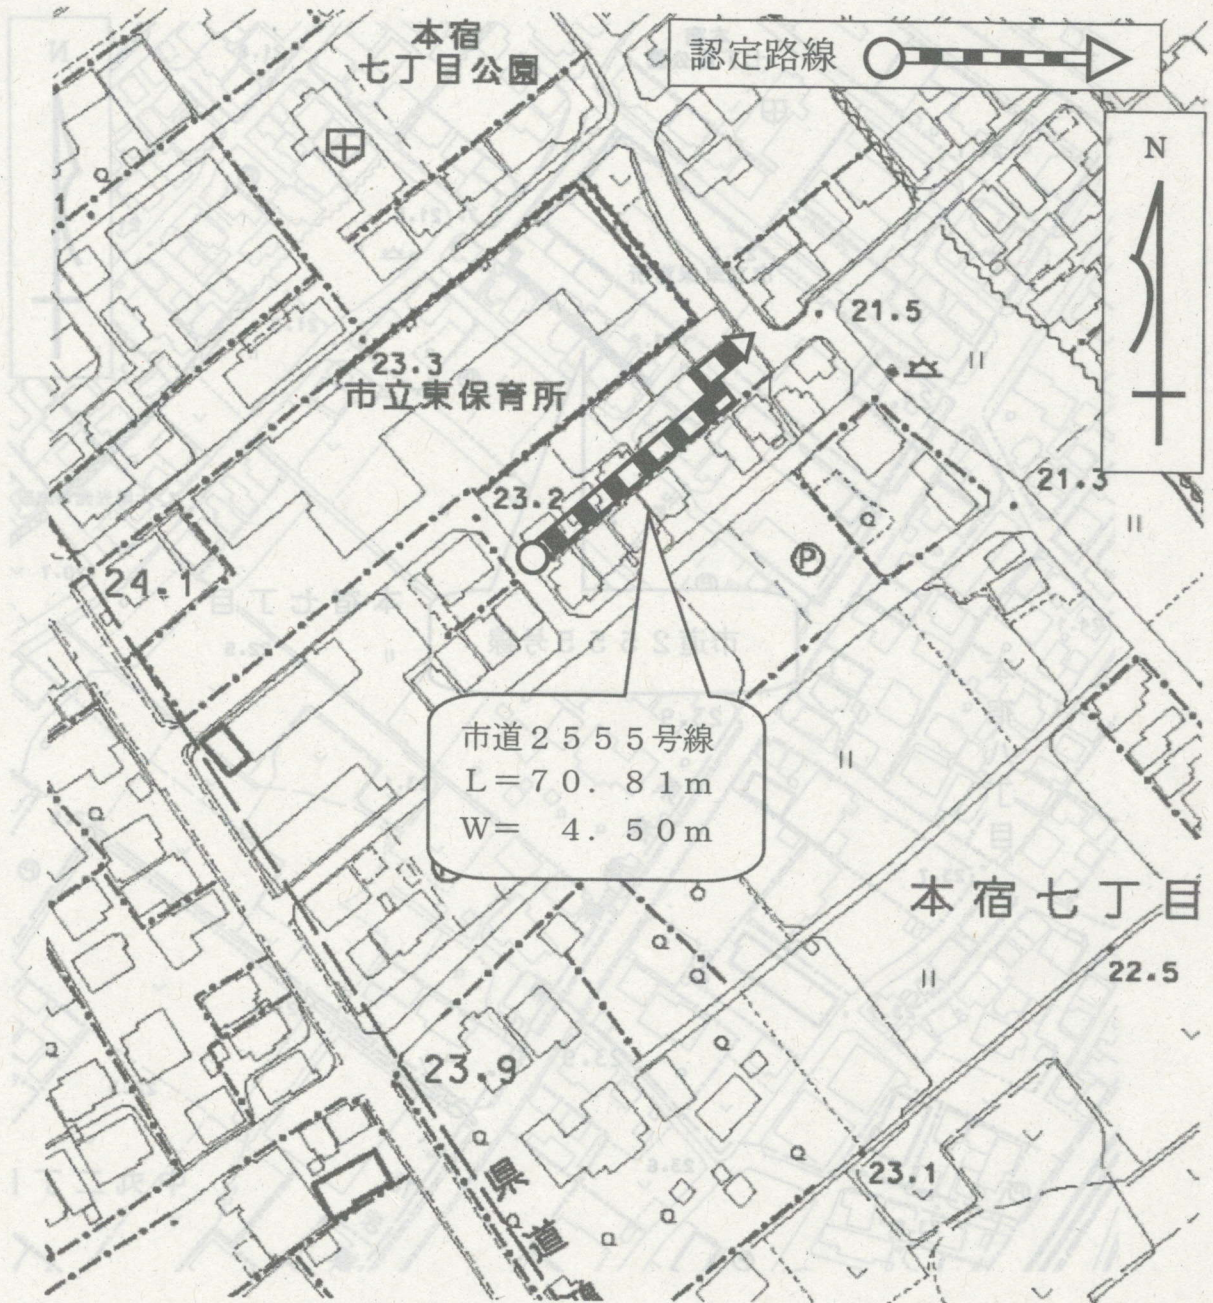 本宿
七丁目公園
認定路線
N
21.5
23.3
市立東保育所
21.3
23.2
P
24.1
市道2555号線
L=70.81m
W= 4.50m
本宿七丁目
22.5
23.9
23.1
県道